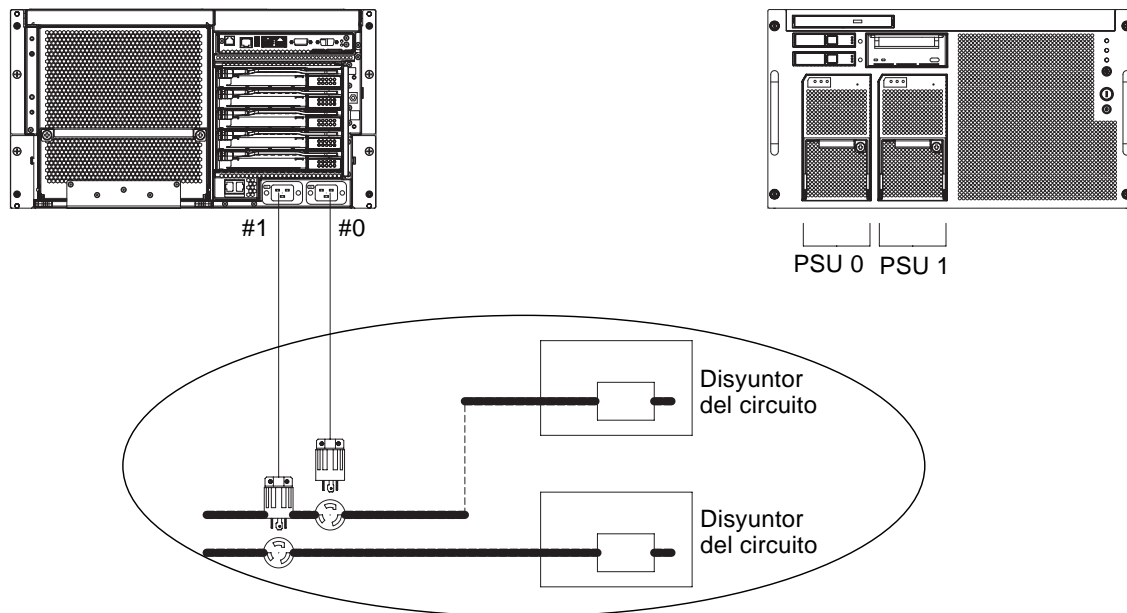 #1 #0
PSU 0 PSU 1
Disyuntor
del circuito
Disyuntor
del circuito